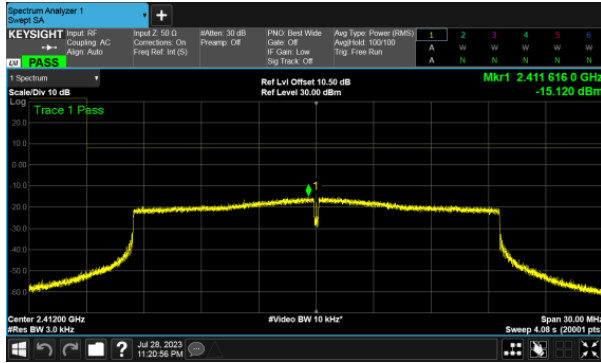 Spectrum Analyzer 1
Swept SA
+
KEYSIGHT Input: RF Input Z: 50 Ω #Atten: 30 dB PNO: Best Wide Avg Type: Power (RMS) 1 2 3 4 5 6
Coupling: AC Corrections: On Preamp: Off Gate: Off Avg|Hold: 100/100 A W W W W W
Align: Auto Freq Ref: Int (S) IF Gain: Low Trig: Free Run
Sig Track: Off A N N N N N
LXI PASS
1 Spectrum
Scale/Div 10 dB
Ref Lvl Offset 10.50 dB
Ref Level 30.00 dBm
Mkr1 2.411 616 0 GHz
-15.120 dBm
Log
Trace 1 Pass
20.0
10.0
0.00
-10.0
1
-20.0
-30.0
-40.0
-50.0
-60.0
Center 2.41200 GHz #Video BW 10 kHz* Span 30.00 MHz
#Res BW 3.0 kHz Sweep 4.08 s (20001 pts)
? Jul 28, 2023
11:20:56 PM